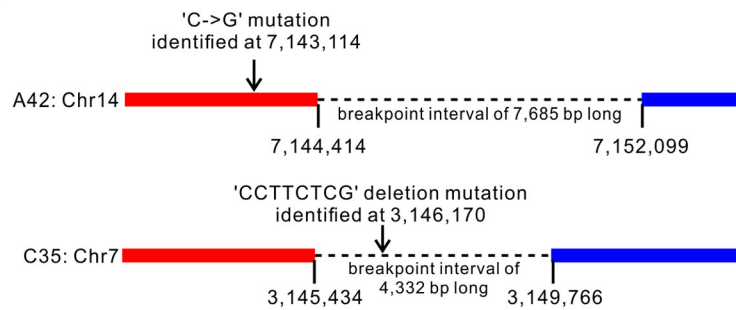 'C->G' mutation
identified at 7,143,114
A42: Chr14
breakpoint interval of 7,685 bp long
7,144,414
7,152,099
'CCTTCTCG' deletion mutation
identified at 3,146,170
C35: Chr7
breakpoint interval of
4,332 bp long
3,145,434
3,149,766